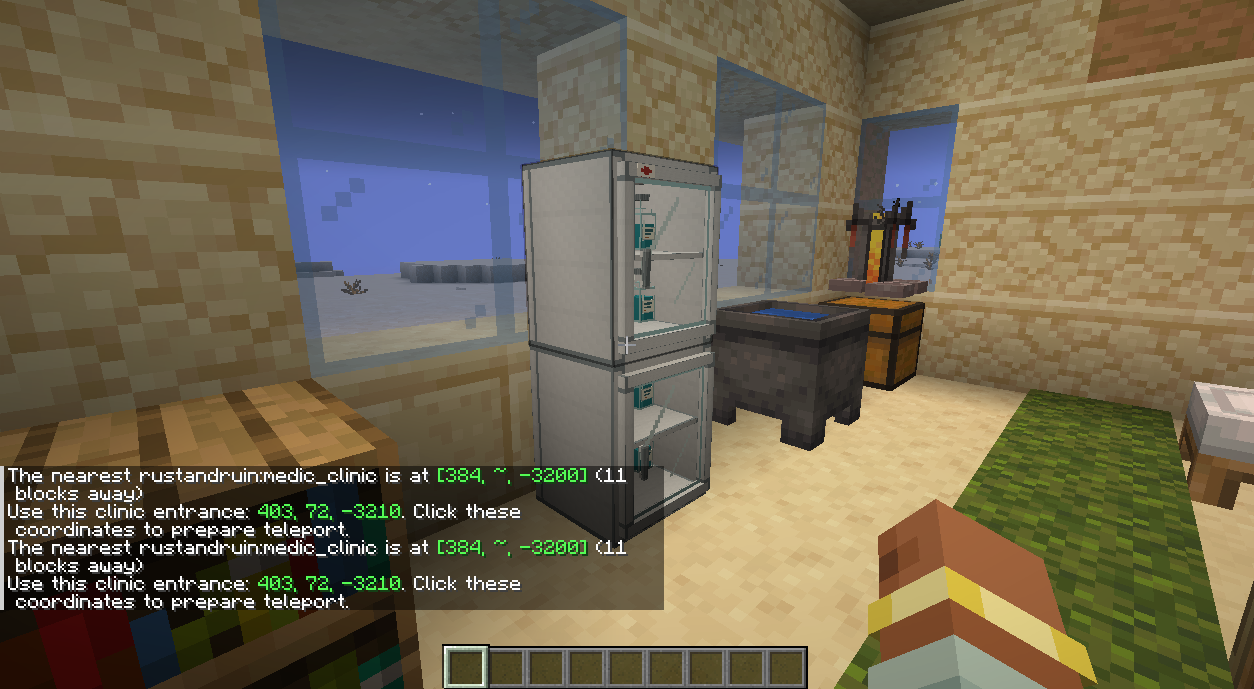 The nearest rustandruin:medic_clinic is at [384, ~, -3200] (11
blocks away)
Use this clinic entrance: 403, 72, -3210. Click these
coordinates to prepare teleport.
The nearest rustandruin:medic_clinic is at [384, ~, -3200] (11
blocks away)
Use this clinic entrance: 403, 72, -3210. Click these
coordinates to prepare teleport.